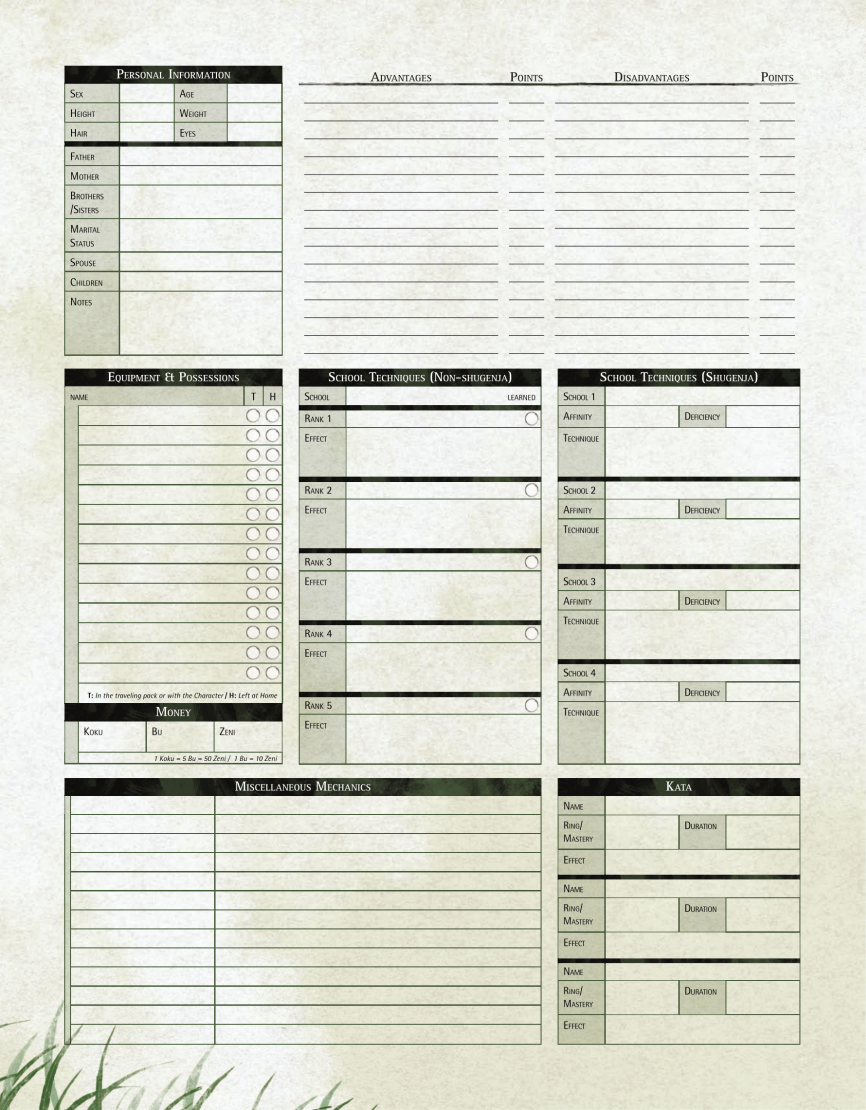 Personal Information
Sex Age
Height Weight
Hair Eyes
Father
Mother
Brothers
/Sisters
Marital
Status
Spouse
Children
Notes
Advantages Points Disadvantages Points
Equipment & Possessions
NAME T H
T: In the traveling pack or with the Character / H: Left at Home
Money
Koku Bu Zeni
1 Koku = 5 Bu = 50 Zeni / 1 Bu = 10 Zeni
School Techniques (Non-shugenja)
School LEARNED
Rank 1
Effect
Rank 2
Effect
Rank 3
Effect
Rank 4
Effect
Rank 5
Effect
School Techniques (Shugenja)
School 1
Affinity Deficiency
Technique
School 2
Affinity Deficiency
Technique
School 3
Affinity Deficiency
Technique
School 4
Affinity Deficiency
Technique
Miscellaneous Mechanics
Kata
Name
Ring/
Mastery Duration
Effect
Name
Ring/
Mastery Duration
Effect
Name
Ring/
Mastery Duration
Effect